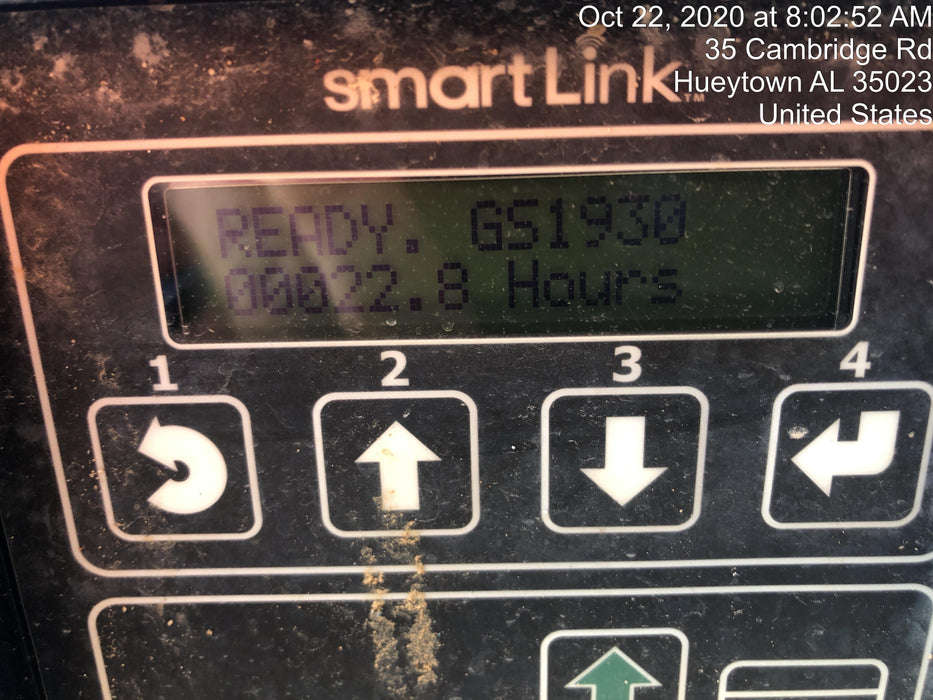 Oct 22, 2020 at 8:02:52 AM
35 Cambridge Rd
Hueytown AL 35023
United States
smartLink™
READY. GS1930
00022.8 Hours
1 2 3 4